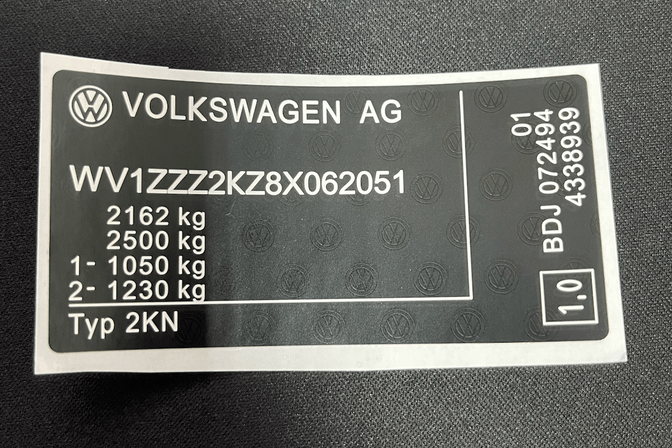 VOLKSWAGEN AG
WV1ZZZ2KZ8X062051
2162 kg
2500 kg
1- 1050 kg
2- 1230 kg
Typ 2KN
01
BDJ 072494
4338939
1.0